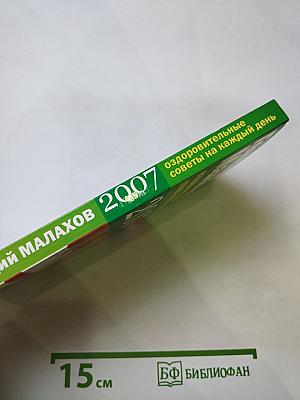 ий МАЛАХОВ
2007
оздоровительные
советы на каждый день
15 см
БФ БИБЛИОФАН